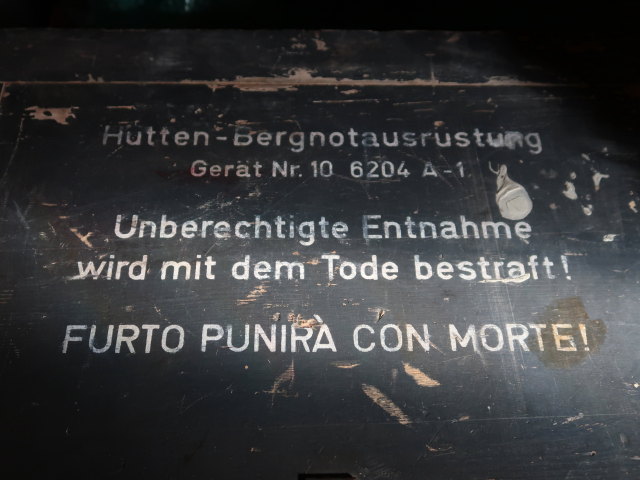 Hütten-Bergnotausrüstung
Gerät Nr. 10 6204 A-1
Unberechtigte Entnahme
wird mit dem Tode bestraft!
FURTO PUNIRÀ CON MORTE!